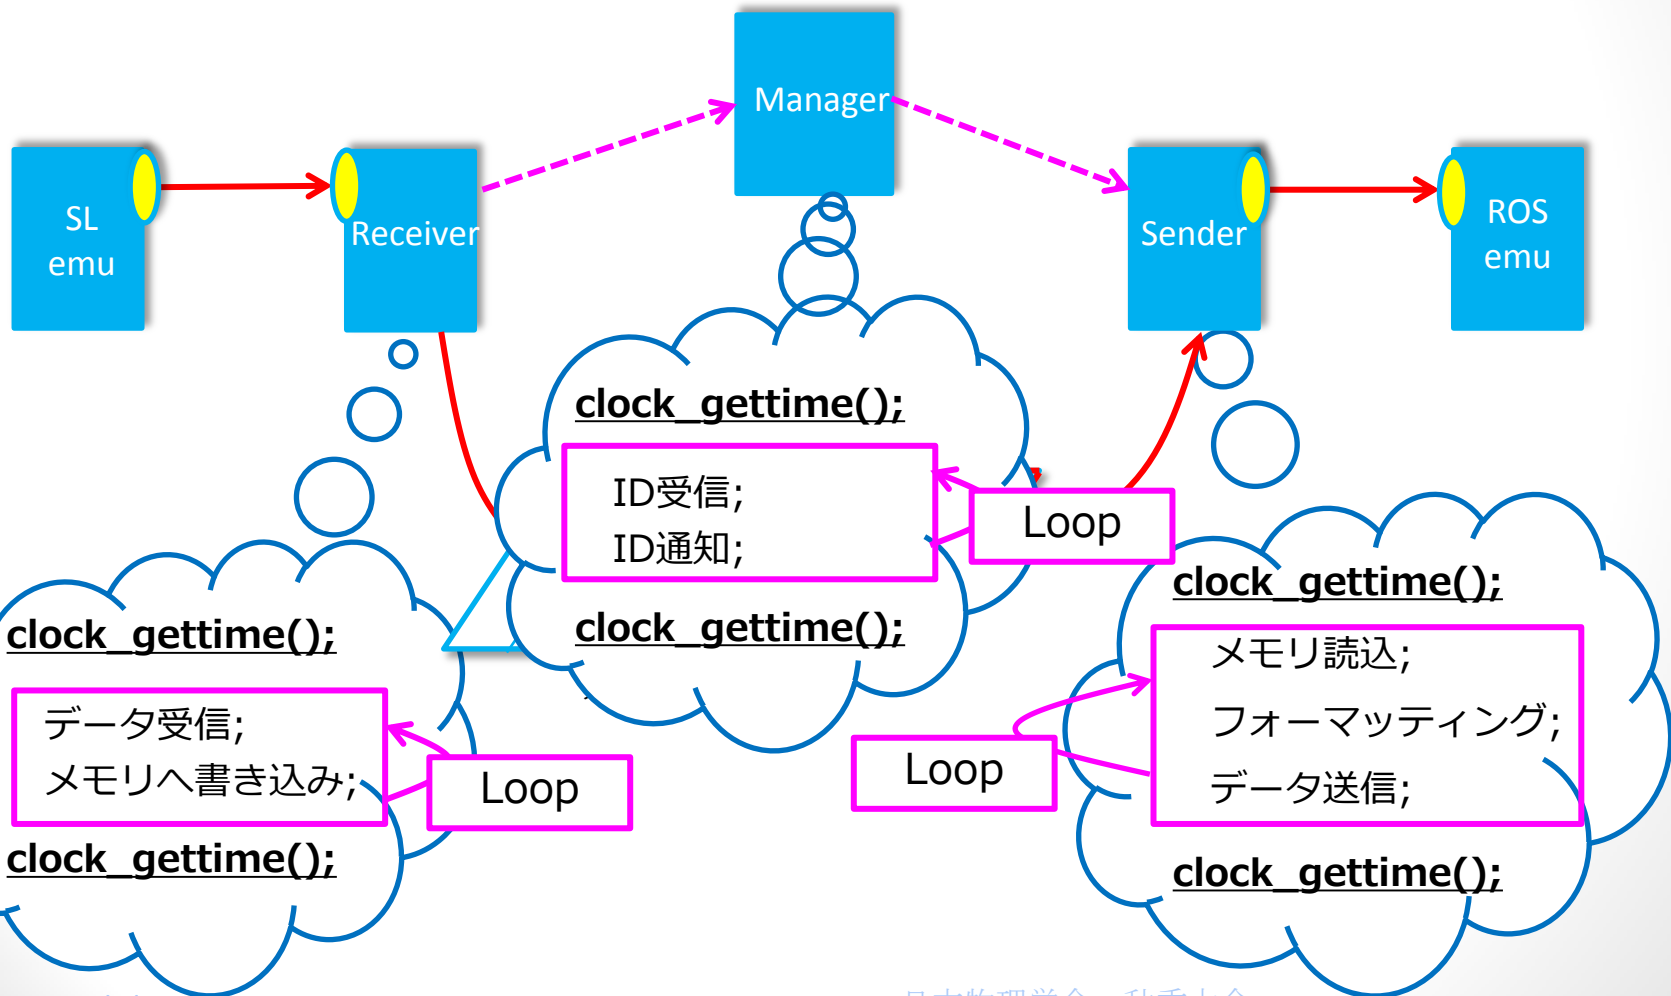 Manager
SL
emu
Receiver
Sender
ROS
emu
clock_gettime();
ID受信;
ID通知;
Loop
clock_gettime();
clock_gettime();
データ受信;
メモリへ書き込み;
Loop
clock_gettime();
clock_gettime();
メモリ読込;
フォーマッティング;
データ送信;
Loop
clock_gettime();